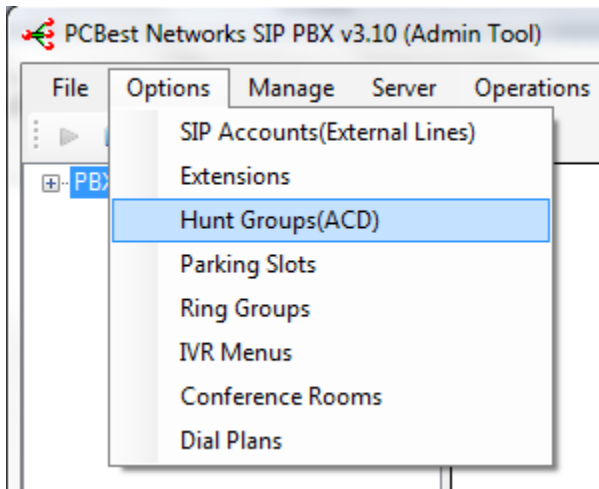 PCBest Networks SIP PBX v3.10 (Admin Tool)
File Options Manage Server Operations
SIP Accounts(External Lines)
PBX
Extensions
Hunt Groups(ACD)
Parking Slots
Ring Groups
IVR Menus
Conference Rooms
Dial Plans